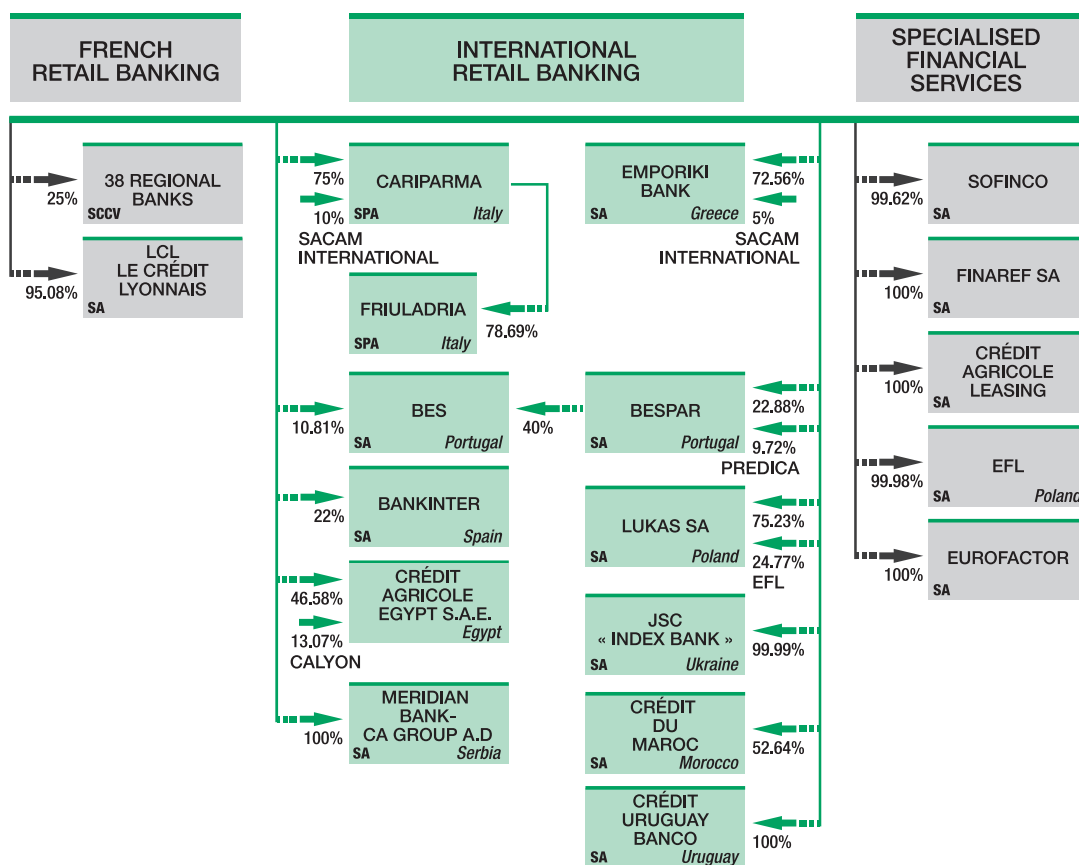 FRENCH
RETAIL BANKING
25%
38 REGIONAL
BANKS
SCCV
95.08%
LCL
LE CRÉDIT
LYONNAIS
SA
INTERNATIONAL
RETAIL BANKING
75%
10%
SACAM
INTERNATIONAL
CARIPARMA
SPA Italy
FRIULADRIA
SPA Italy
78.69%
10.81%
BES
SA Portugal
40%
22%
BANKINTER
SA Spain
46.58%
13.07%
CALYON
CRÉDIT
AGRICOLE
EGYPT S.A.E.
Egypt
100%
MERIDIAN
BANK-
CA GROUP A.D
SA Serbia
EMPORIKI
BANK
SA Greece
72.56%
5%
SACAM
INTERNATIONAL
BESPAR
SA Portugal
22.88%
9.72%
PREDICA
LUKAS SA
SA Poland
75.23%
24.77%
EFL
JSC
« INDEX BANK »
SA Ukraine
99.99%
CRÉDIT
DU
MAROC
SA Morocco
52.64%
CRÉDIT
URUGUAY
BANCO
SA Uruguay
100%
SPECIALISED
FINANCIAL
SERVICES
99.62%
SOFINCO
SA
100%
FINAREF SA
SA
100%
CRÉDIT
AGRICOLE
LEASING
SA
99.98%
EFL
SA Poland
100%
EUROFACTOR
SA